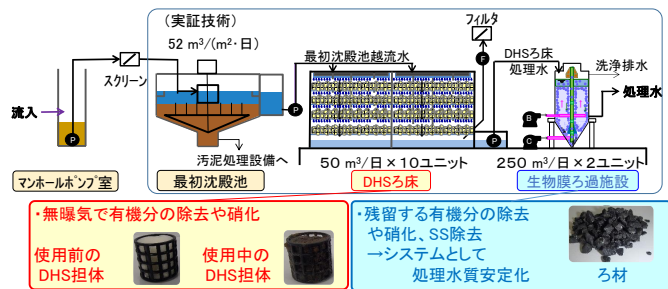 (実証技術)
52 m³/(m²・日)
フィルタ
最初沈殿池越流水
DHSろ床
処理水
洗浄排水
処理水
スクリーン
F
流入
P
P
P
B
C
汚泥処理設備へ
50 m³/日×10ユニット
250 m³/日×2ユニット
マンホールポンプ室
最初沈殿池
DHSろ床
生物膜ろ過施設
・無曝気で有機分の除去や硝化
使用前の
DHS担体
使用中の
DHS担体
・残留する有機分の除去
や硝化、SS除去
→システムとして
処理水質安定化
ろ材